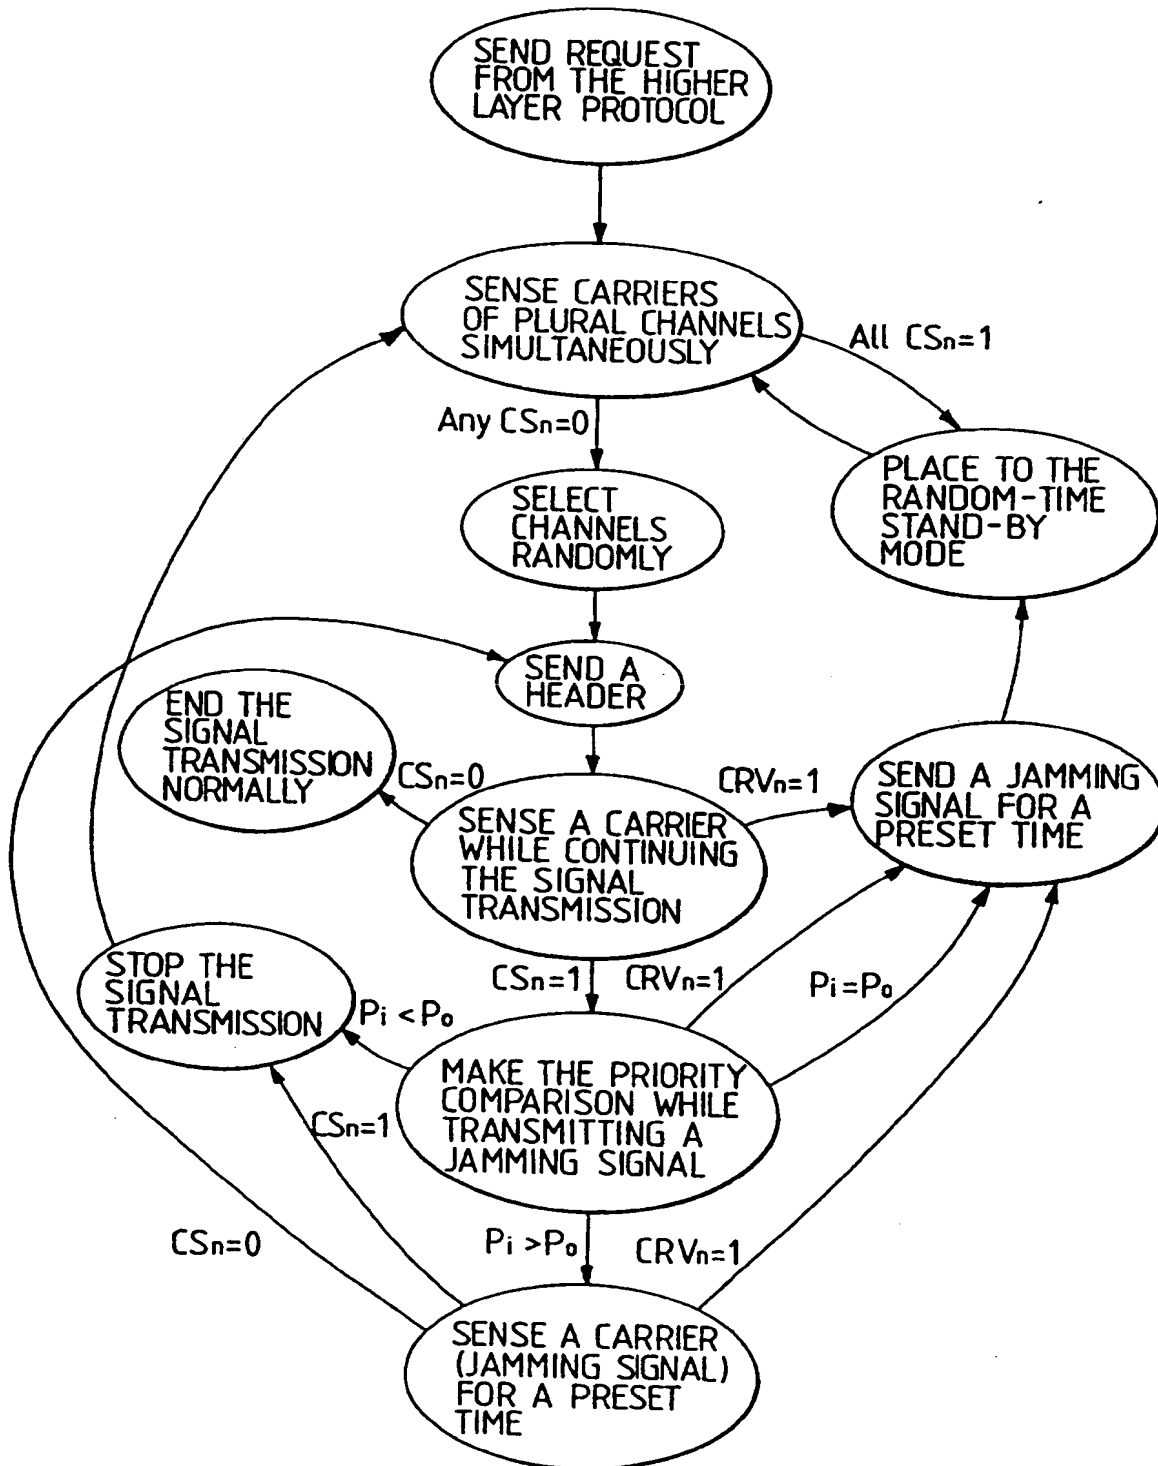 SEND REQUEST
FROM THE HIGHER
LAYER PROTOCOL
SENSE CARRIERS
OF PLURAL CHANNELS
SIMULTANEOUSLY
All CSn=1
Any CSn=0
PLACE TO THE
RANDOM-TIME
STAND-BY
MODE
SELECT
CHANNELS
RANDOMLY
SEND A
HEADER
END THE
SIGNAL
TRANSMISSION
NORMALLY
CSn=0
CRVn=1
SEND A JAMMING
SIGNAL FOR A
PRESET TIME
SENSE A CARRIER
WHILE CONTINUING
THE SIGNAL
TRANSMISSION
STOP THE
SIGNAL
TRANSMISSION
CSn=1
CRVn=1
Pi=Po
Pi<Po
MAKE THE PRIORITY
COMPARISON WHILE
TRANSMITTING A
JAMMING SIGNAL
CSn=1
CSn=0
Pi>Po
CRVn=1
SENSE A CARRIER
(JAMMING SIGNAL)
FOR A PRESET
TIME